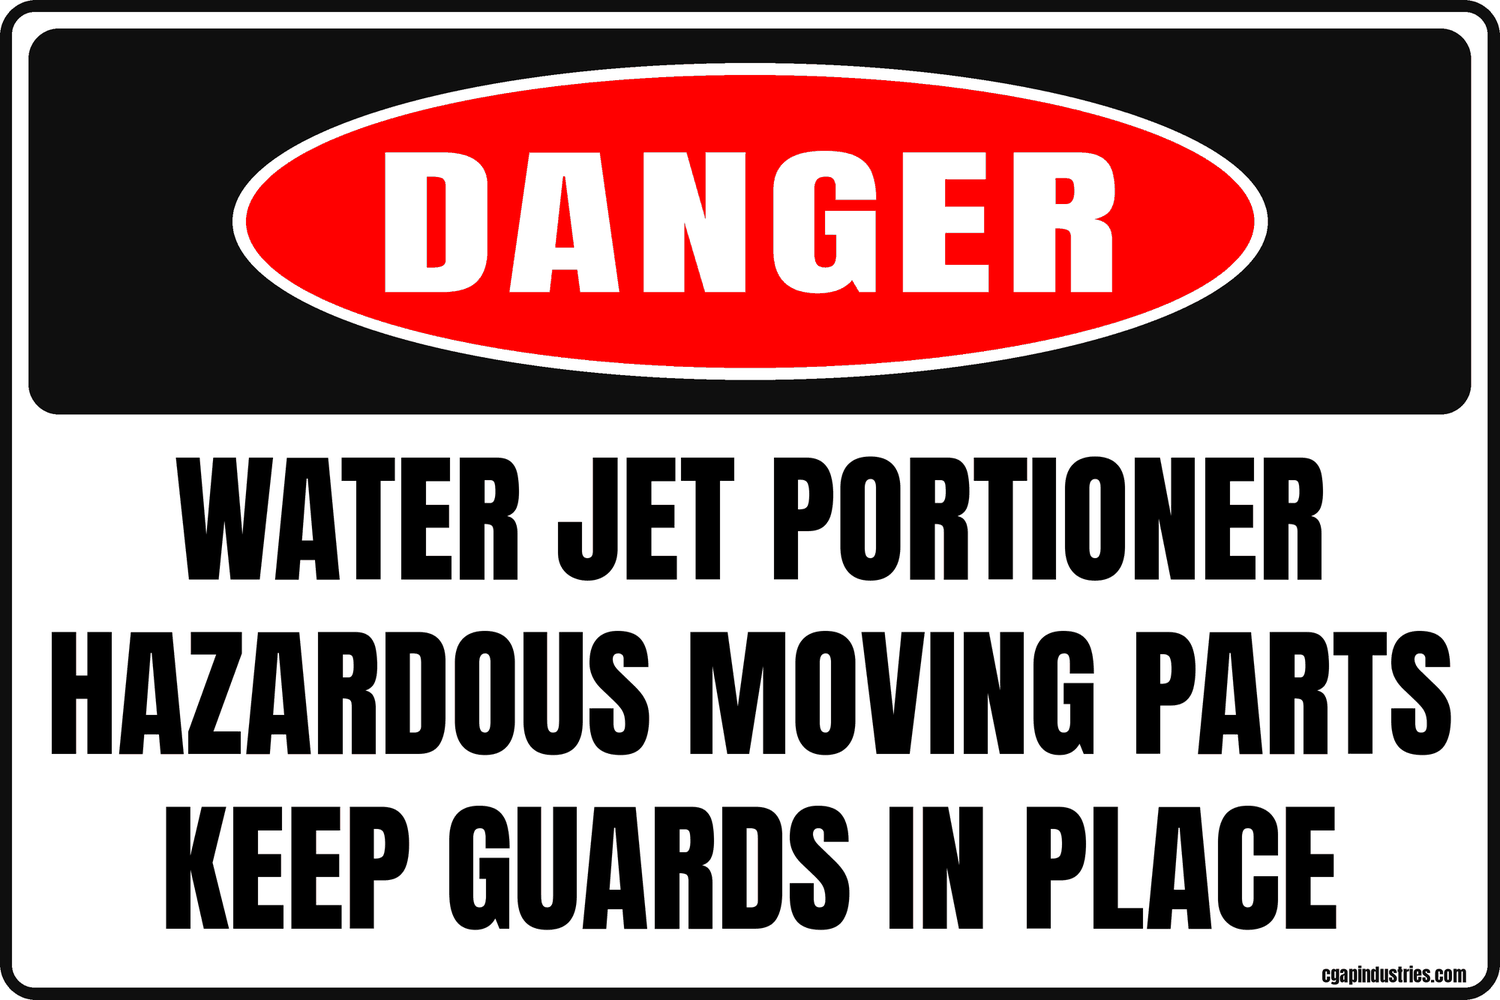 DANGER
WATER JET PORTIONER
HAZARDOUS MOVING PARTS
KEEP GUARDS IN PLACE
cgapindustries.com